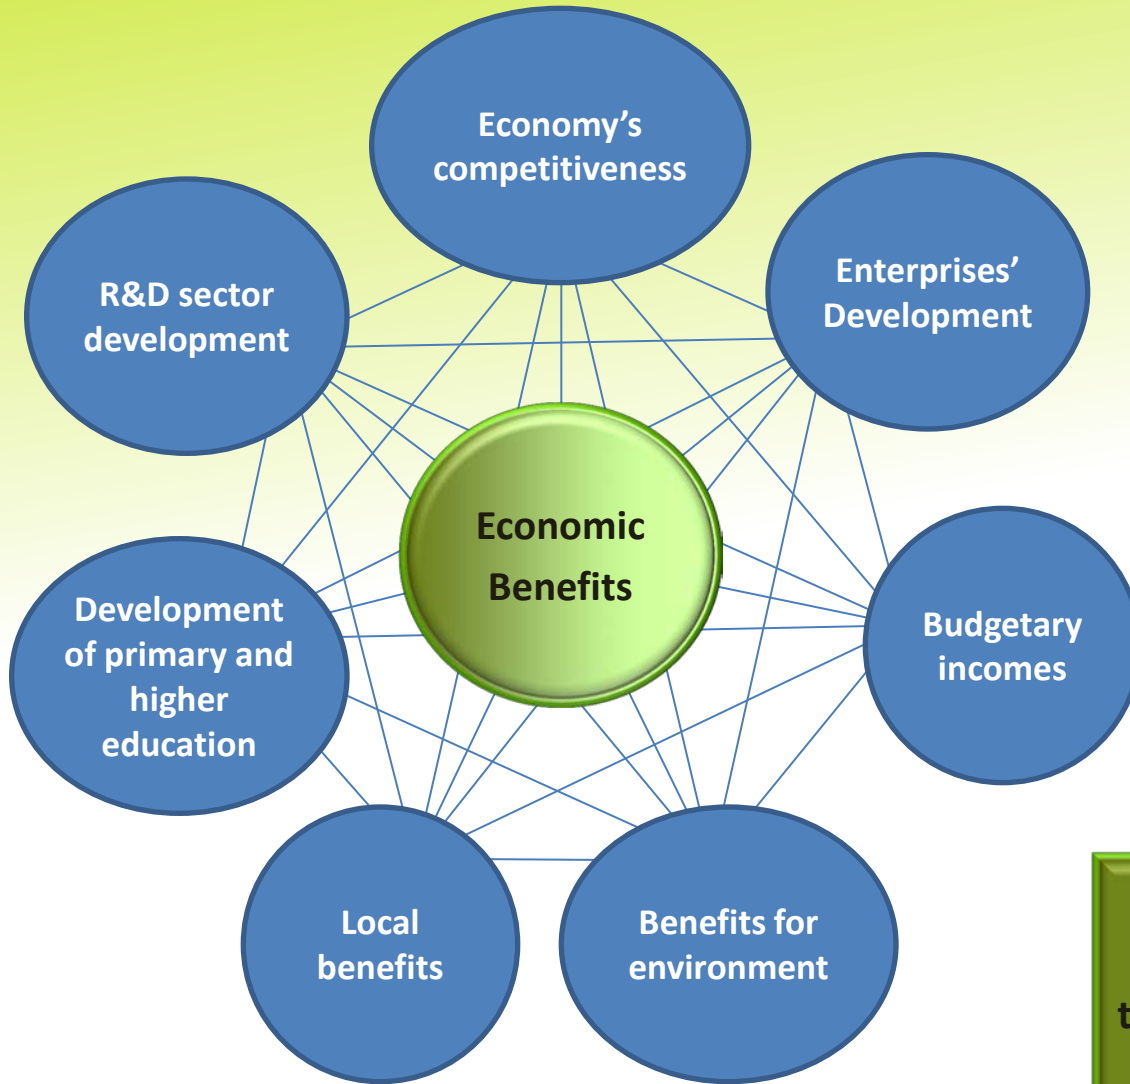 Economy’s
competitiveness
Enterprises’
Development
R&D sector
development
Economic
Benefits
Development
of primary and
higher
education
Budgetary
incomes
Local
benefits
Benefits for
environment
t